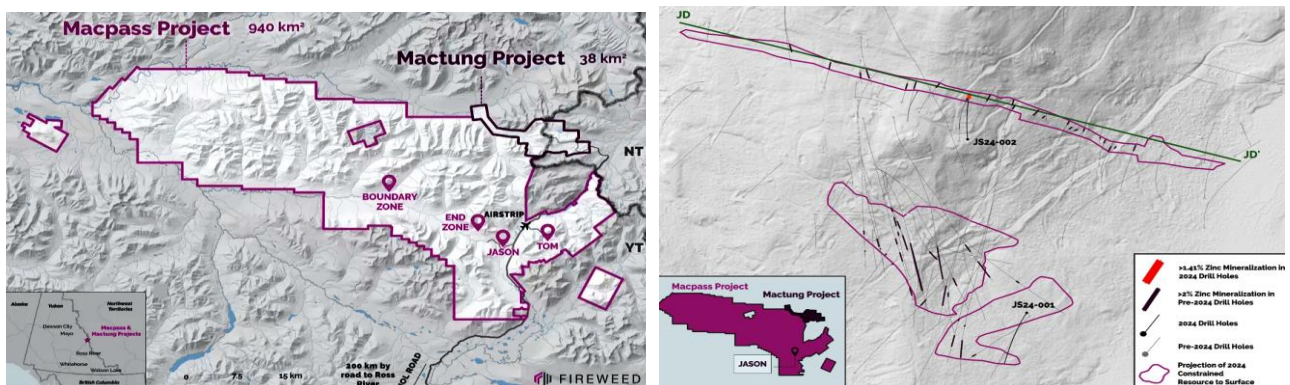 Macpass Project 940 km²
Mactung Project 38 km²
NT
YT
BOUNDARY
ZONE
END
ZONE
AIRSTRIP
JASON
TOM
Alaska
Yukon
Northwest
Territories
Dawson City
Mayo
Macpass &
Mactung Projects
Ross River
Whitehorse
Watson Lake
British Columbia
0 7.5 15 km
200 km by
road to Ross
River
OL ROAD
FIREWEED
JD
JS24-002
JD'
JS24-001
Macpass Project
Mactung Project
JASON
>1.41% Zinc Mineralization in
2024 Drill Holes
>2% Zinc Mineralization in
Pre-2024 Drill Holes
2024 Drill Holes
Pre-2024 Drill Holes
Projection of 2024
Constrained
Resource to Surface